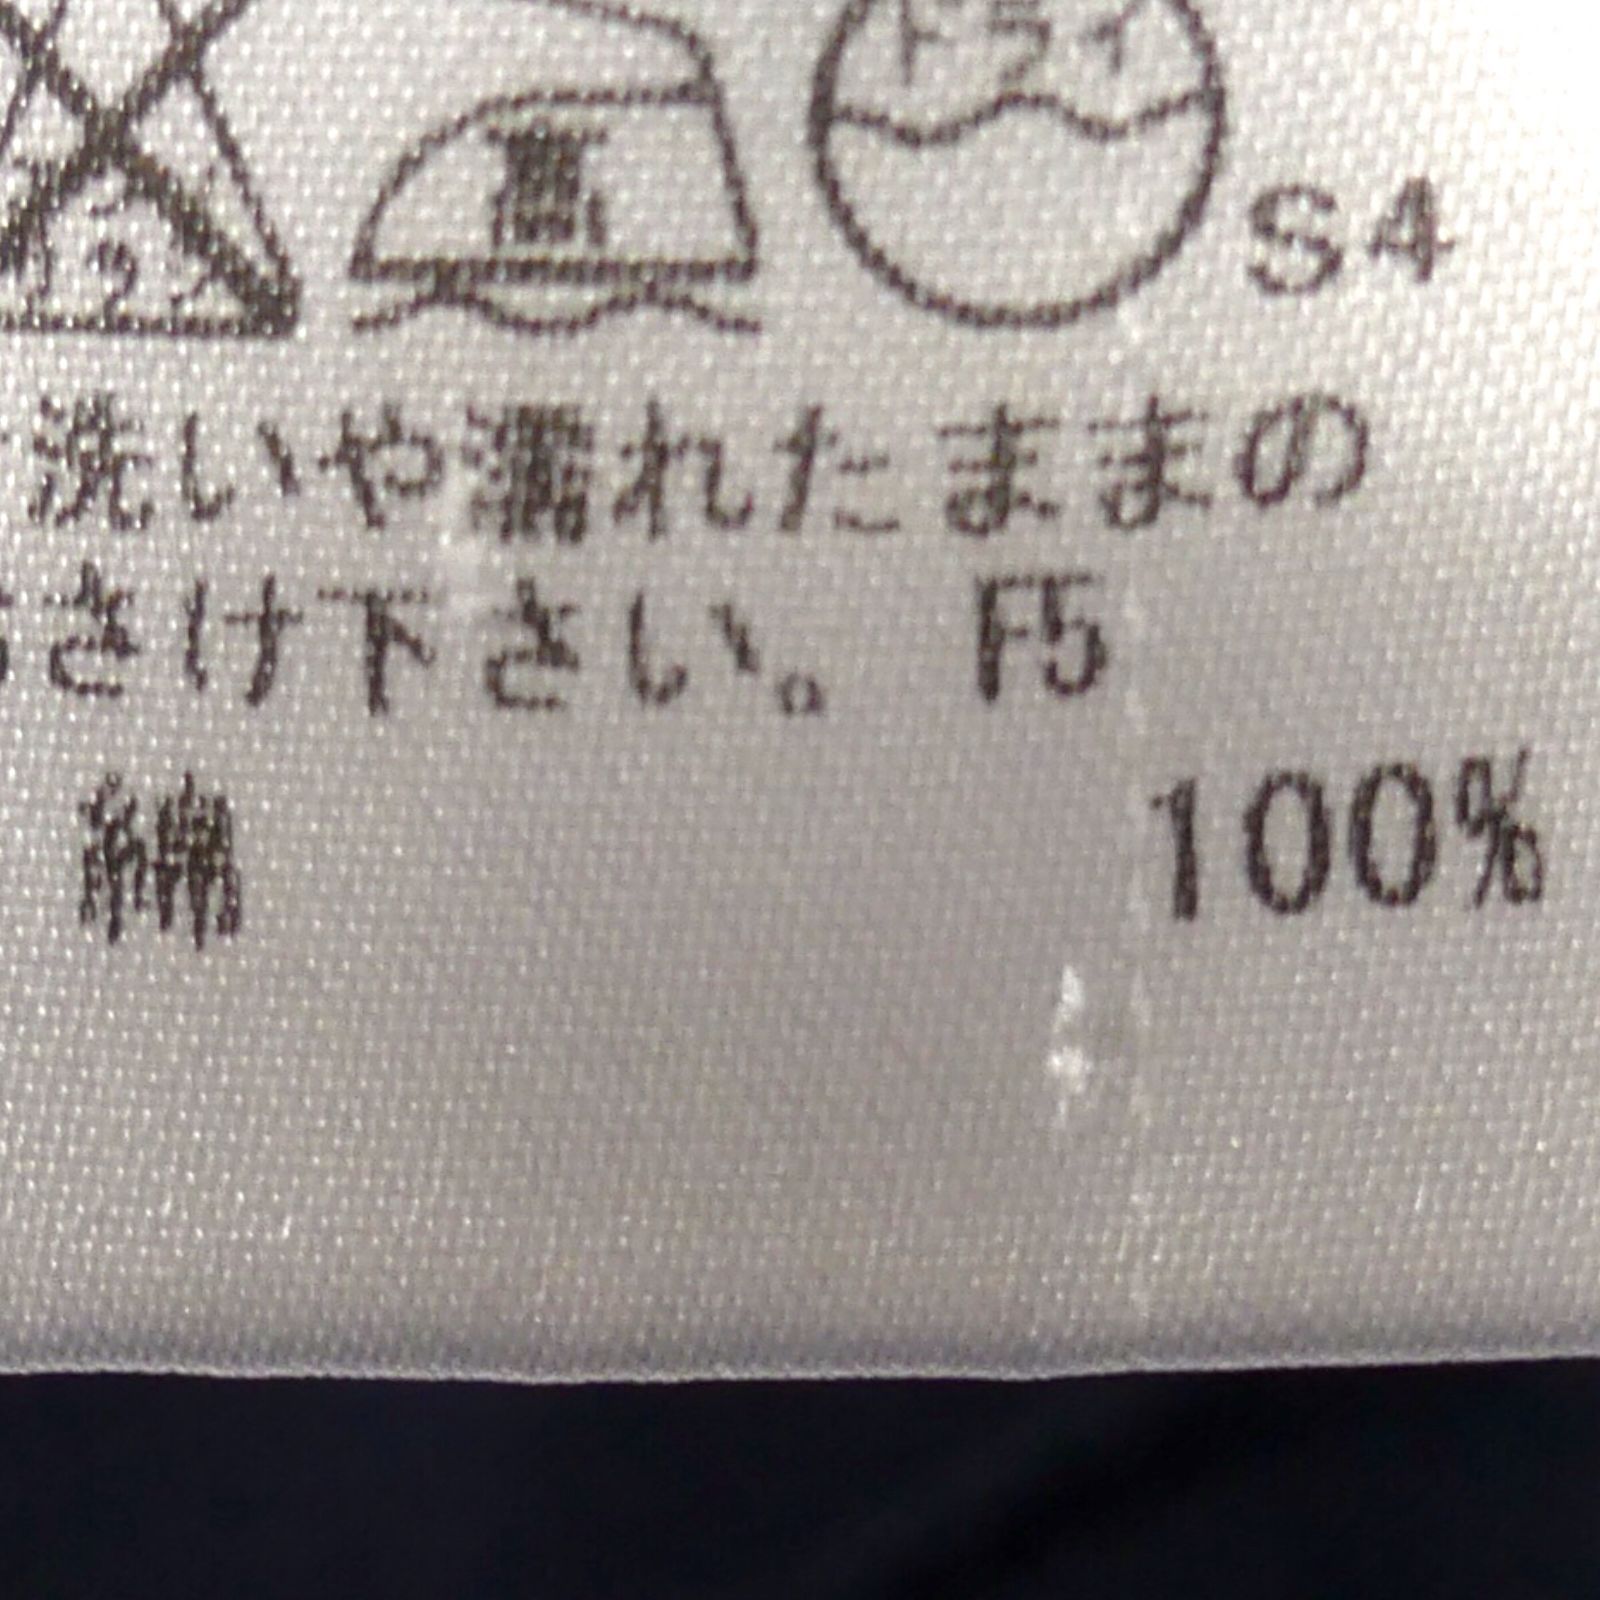 ドライ
S4
洗いや濡れたままの
さけ下さい。 F5
綿 100%